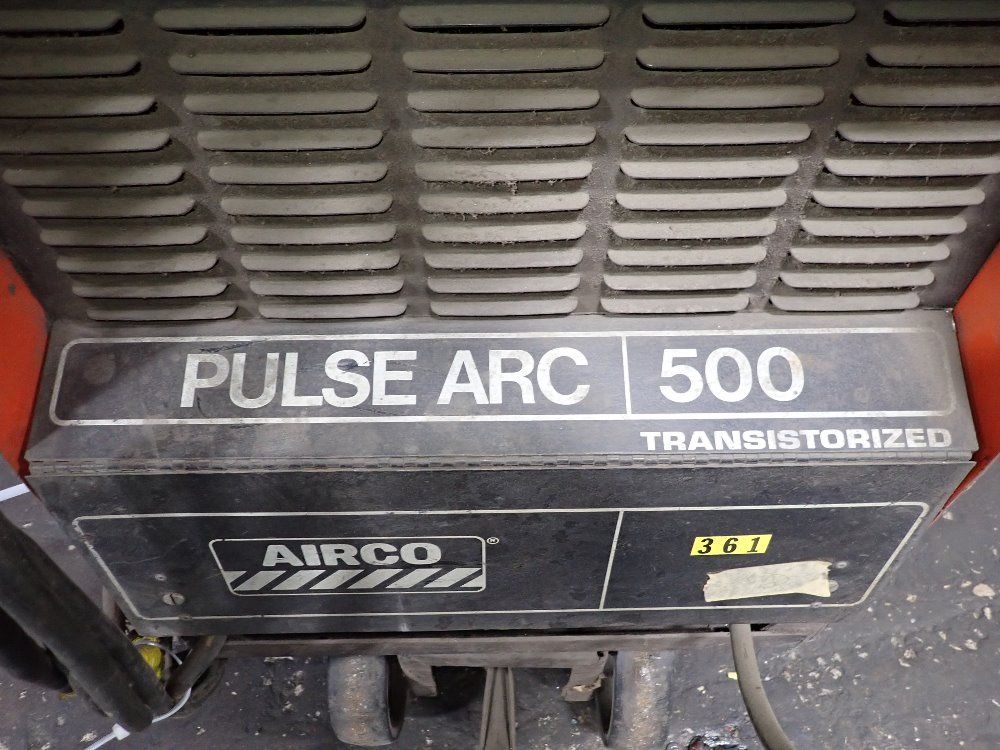 PULSE ARC 500
TRANSISTORIZED
AIRCO®
361